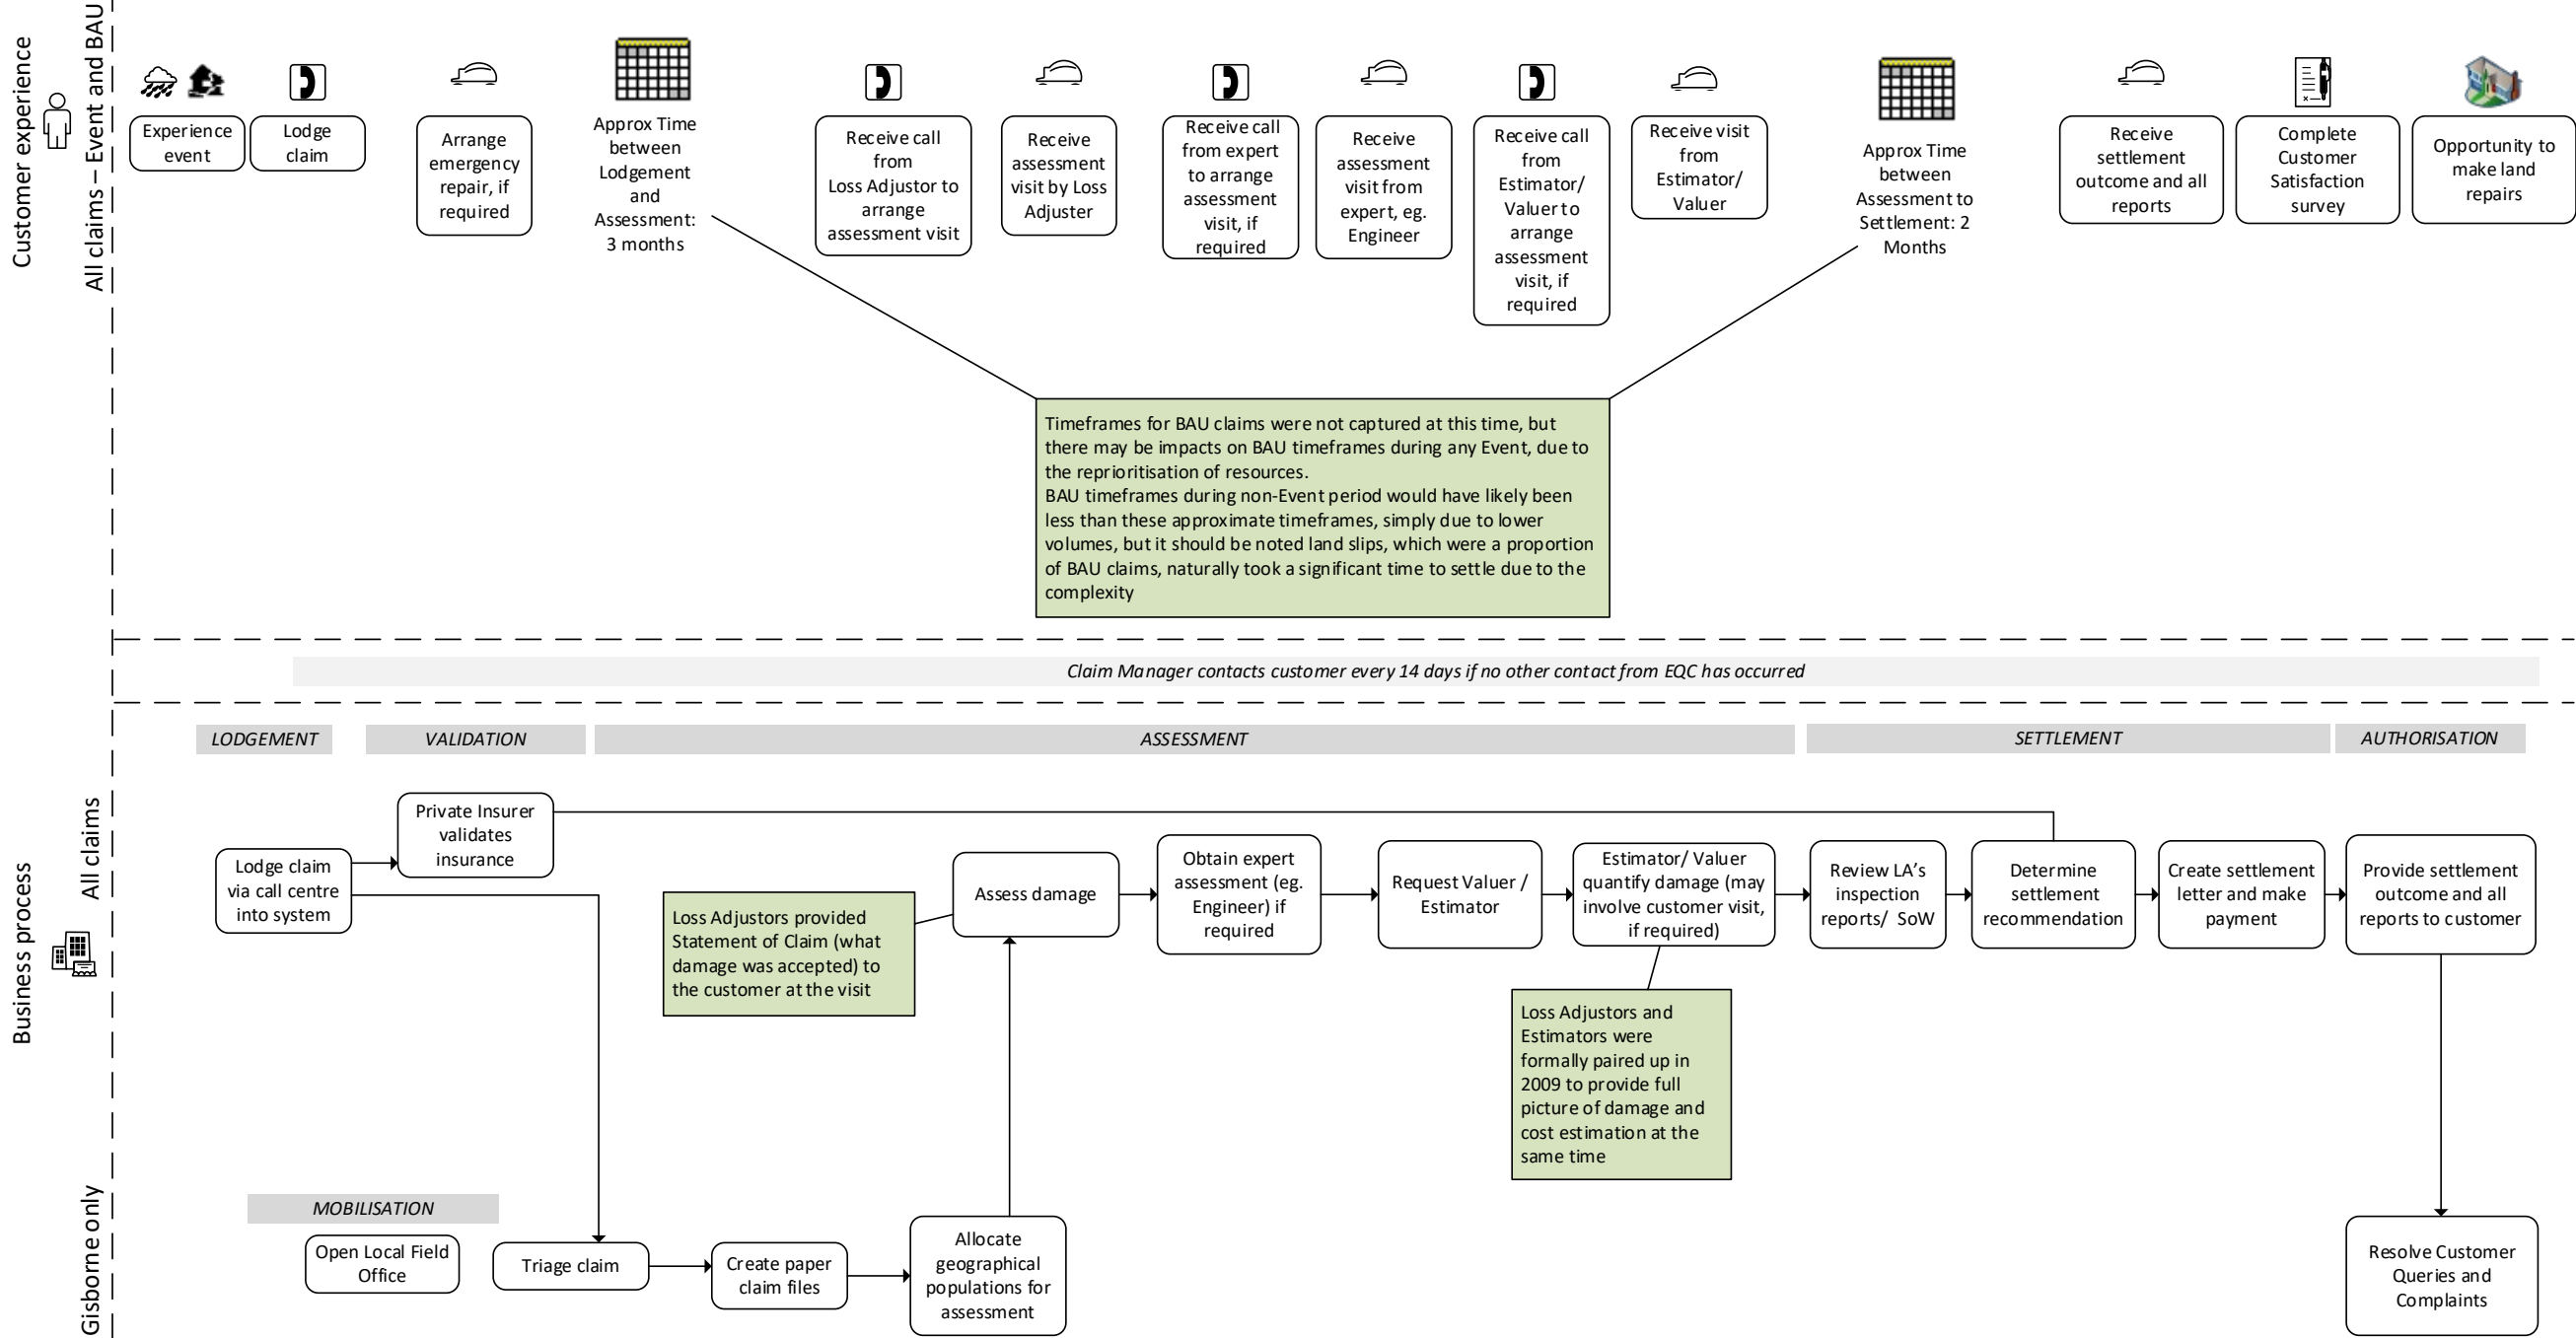 Customer experience
All claims – Event and BAU
Experience
event
Lodge
claim
Arrange
emergency
repair, if
required
Approx Time
between
Lodgement
and
Assessment:
3 months
Receive call
from
Loss Adjustor to
arrange
assessment visit
Receive
assessment
visit by Loss
Adjuster
Receive call
from expert
to arrange
assessment
visit, if
required
Receive
assessment
visit from
expert, eg.
Engineer
Receive call
from
Estimator/
Valuer to
arrange
assessment
visit, if
required
Receive visit
from
Estimator/
Valuer
Approx Time
between
Assessment to
Settlement: 2
Months
Receive
settlement
outcome and all
reports
Complete
Customer
Satisfaction
survey
Opportunity to
make land
repairs
Timeframes for BAU claims were not captured at this time, but
there may be impacts on BAU timeframes during any Event, due to
the reprioritisation of resources.
BAU timeframes during non-Event period would have likely been
less than these approximate timeframes, simply due to lower
volumes, but it should be noted land slips, which were a proportion
of BAU claims, naturally took a significant time to settle due to the
complexity
Claim Manager contacts customer every 14 days if no other contact from EQC has occurred
Business process
All claims
LODGEMENT
VALIDATION
ASSESSMENT
SETTLEMENT
AUTHORISATION
Lodge claim
via call centre
into system
Private Insurer
validates
insurance
Loss Adjustors provided
Statement of Claim (what
damage was accepted) to
the customer at the visit
Assess damage
Obtain expert
assessment (eg.
Engineer) if
required
Request Valuer /
Estimator
Estimator/ Valuer
quantify damage (may
involve customer visit,
if required)
Loss Adjustors and
Estimators were
formally paired up in
2009 to provide full
picture of damage and
cost estimation at the
same time
Review LA’s
inspection
reports/ SoW
Determine
settlement
recommendation
Create settlement
letter and make
payment
Provide settlement
outcome and all
reports to customer
Gisborne only
MOBILISATION
Open Local Field
Office
Triage claim
Create paper
claim files
Allocate
geographical
populations for
assessment
Resolve Customer
Queries and
Complaints